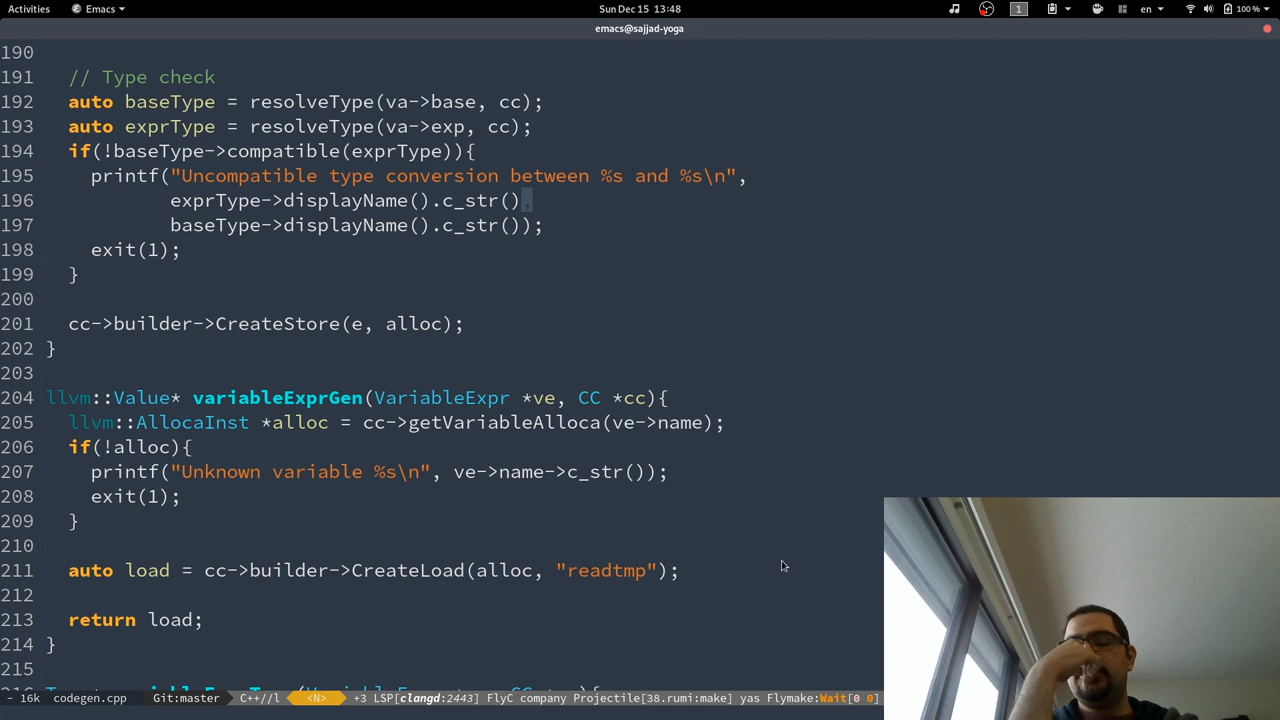 Activities Emacs Sun Dec 15 13:48 1 en 100 %
emacs@sajjad-yoga
190
191 // Type check
192 auto baseType = resolveType(va->base, cc);
193 auto exprType = resolveType(va->exp, cc);
194 if(!baseType->compatible(exprType)){
195 printf("Uncompatible type conversion between %s and %s\n",
196 exprType->displayName().c_str(),
197 baseType->displayName().c_str());
198 exit(1);
199 }
200
201 cc->builder->CreateStore(e, alloc);
202 }
203
204 llvm::Value* variableExprGen(VariableExpr *ve, CC *cc){
205 llvm::AllocaInst *alloc = cc->getVariableAlloca(ve->name);
206 if(!alloc){
207 printf("Unknown variable %s\n", ve->name->c_str());
208 exit(1);
209 }
210
211 auto load = cc->builder->CreateLoad(alloc, "readtmp");
212
213 return load;
214 }
215
- 16k codegen.cpp Git:master C++//l <N> +3 LSP[clangd:2443] FlyC company Projectile[38.rumi:make] yas Flymake:Wait[0 0]